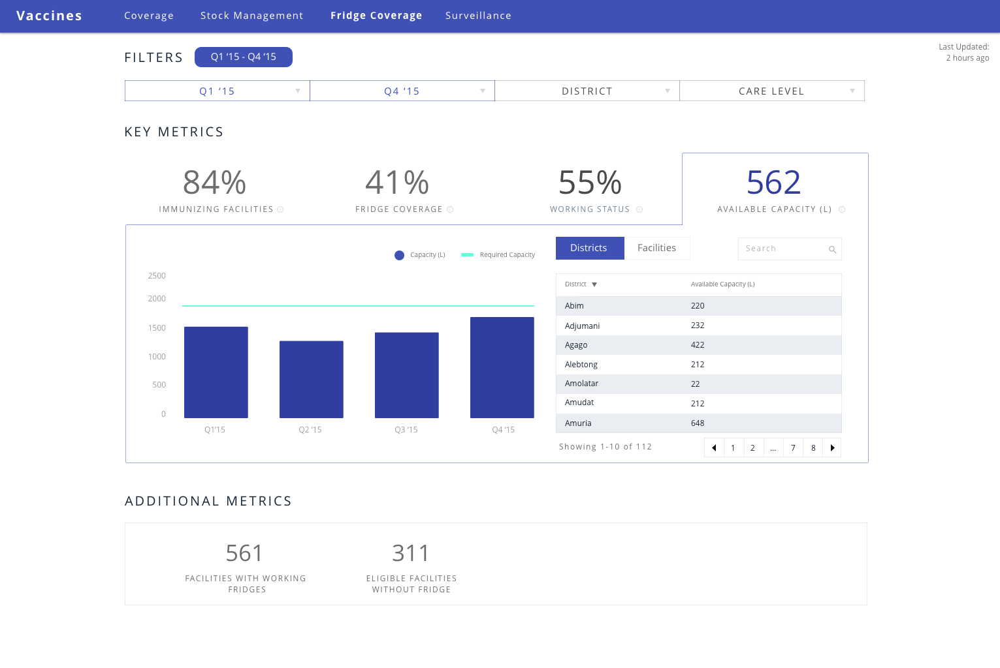 Vaccines
Coverage
Stock Management
Fridge Coverage
Surveillance
FILTERS
Q1 ‘15 - Q4 ‘15
Last Updated:
2 hours ago
Q1 ‘15
Q4 ‘15
DISTRICT
CARE LEVEL
KEY METRICS
84%
IMMUNIZING FACILITIES
41%
FRIDGE COVERAGE
55%
WORKING STATUS
562
AVAILABLE CAPACITY (L)
Capacity (L)
Required Capacity
2500
2000
1500
1000
500
0
Q1’15
Q2 ‘15
Q3 ‘15
Q4 ‘15
Districts
Facilities
Search
District
Available Capacity (L)
Abim 220
Adjumani 232
Agago 422
Alebtong 212
Amolatar 22
Amudat 212
Amuria 648
Showing 1-10 of 112
1 2 ... 7 8
ADDITIONAL METRICS
561
FACILITIES WITH WORKING
FRIDGES
311
ELIGIBLE FACILITIES
WITHOUT FRIDGE